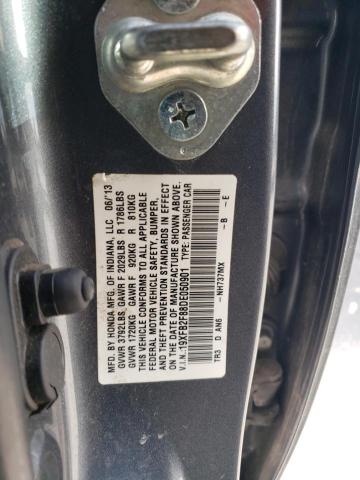 MFD. BY HONDA MFG. OF INDIANA, LLC 06/13
GVWR 3792LBS, GAWR F 2029LBS R 1786LBS
GVWR 1720KG GAWR F 920KG R 810KG
THIS VEHICLE CONFORMS TO ALL APPLICABLE
FEDERAL MOTOR VEHICLE SAFETY, BUMPER,
AND THEFT PREVENTION STANDARDS IN EFFECT
ON THE DATE OF MANUFACTURE SHOWN ABOVE.
V.I.N.:19XFB2F88DE050901 TYPE: PASSENGER CAR
NH737MX - B - E
TR3 D AN6